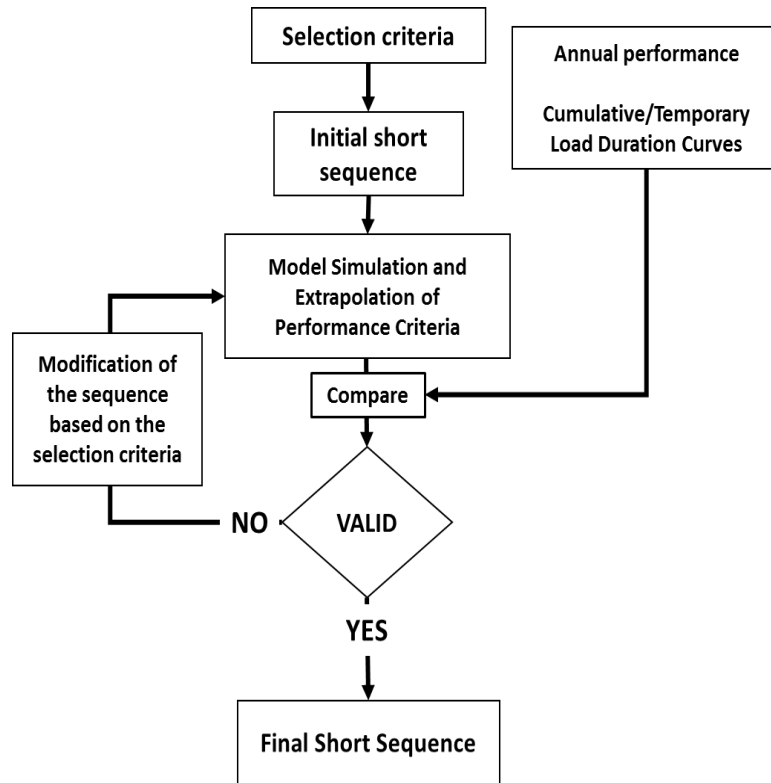 Selection criteria
Annual performance
Cumulative/Temporary
Load Duration Curves
Initial short
sequence
Model Simulation and
Extrapolation of
Performance Criteria
Modification of
the sequence
based on the
selection criteria
Compare
NO
VALID
YES
Final Short Sequence